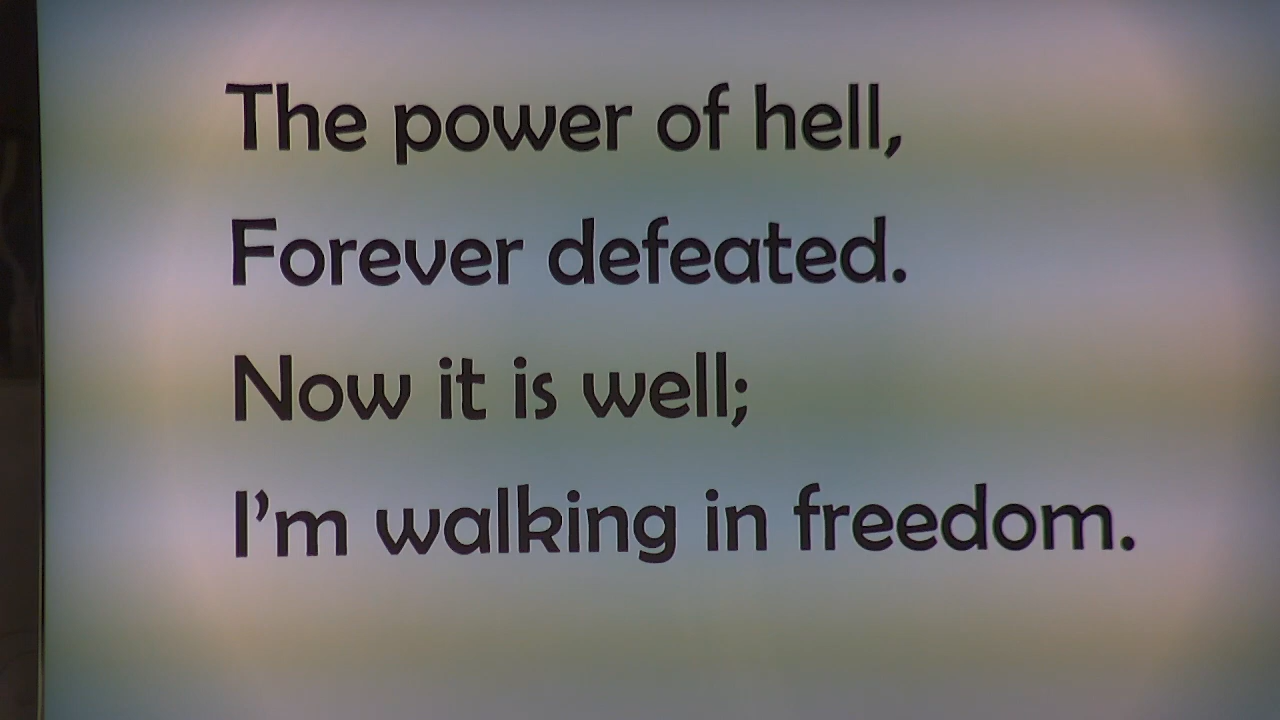 The power of hell,
Forever defeated.
Now it is well;
I'm walking in freedom.